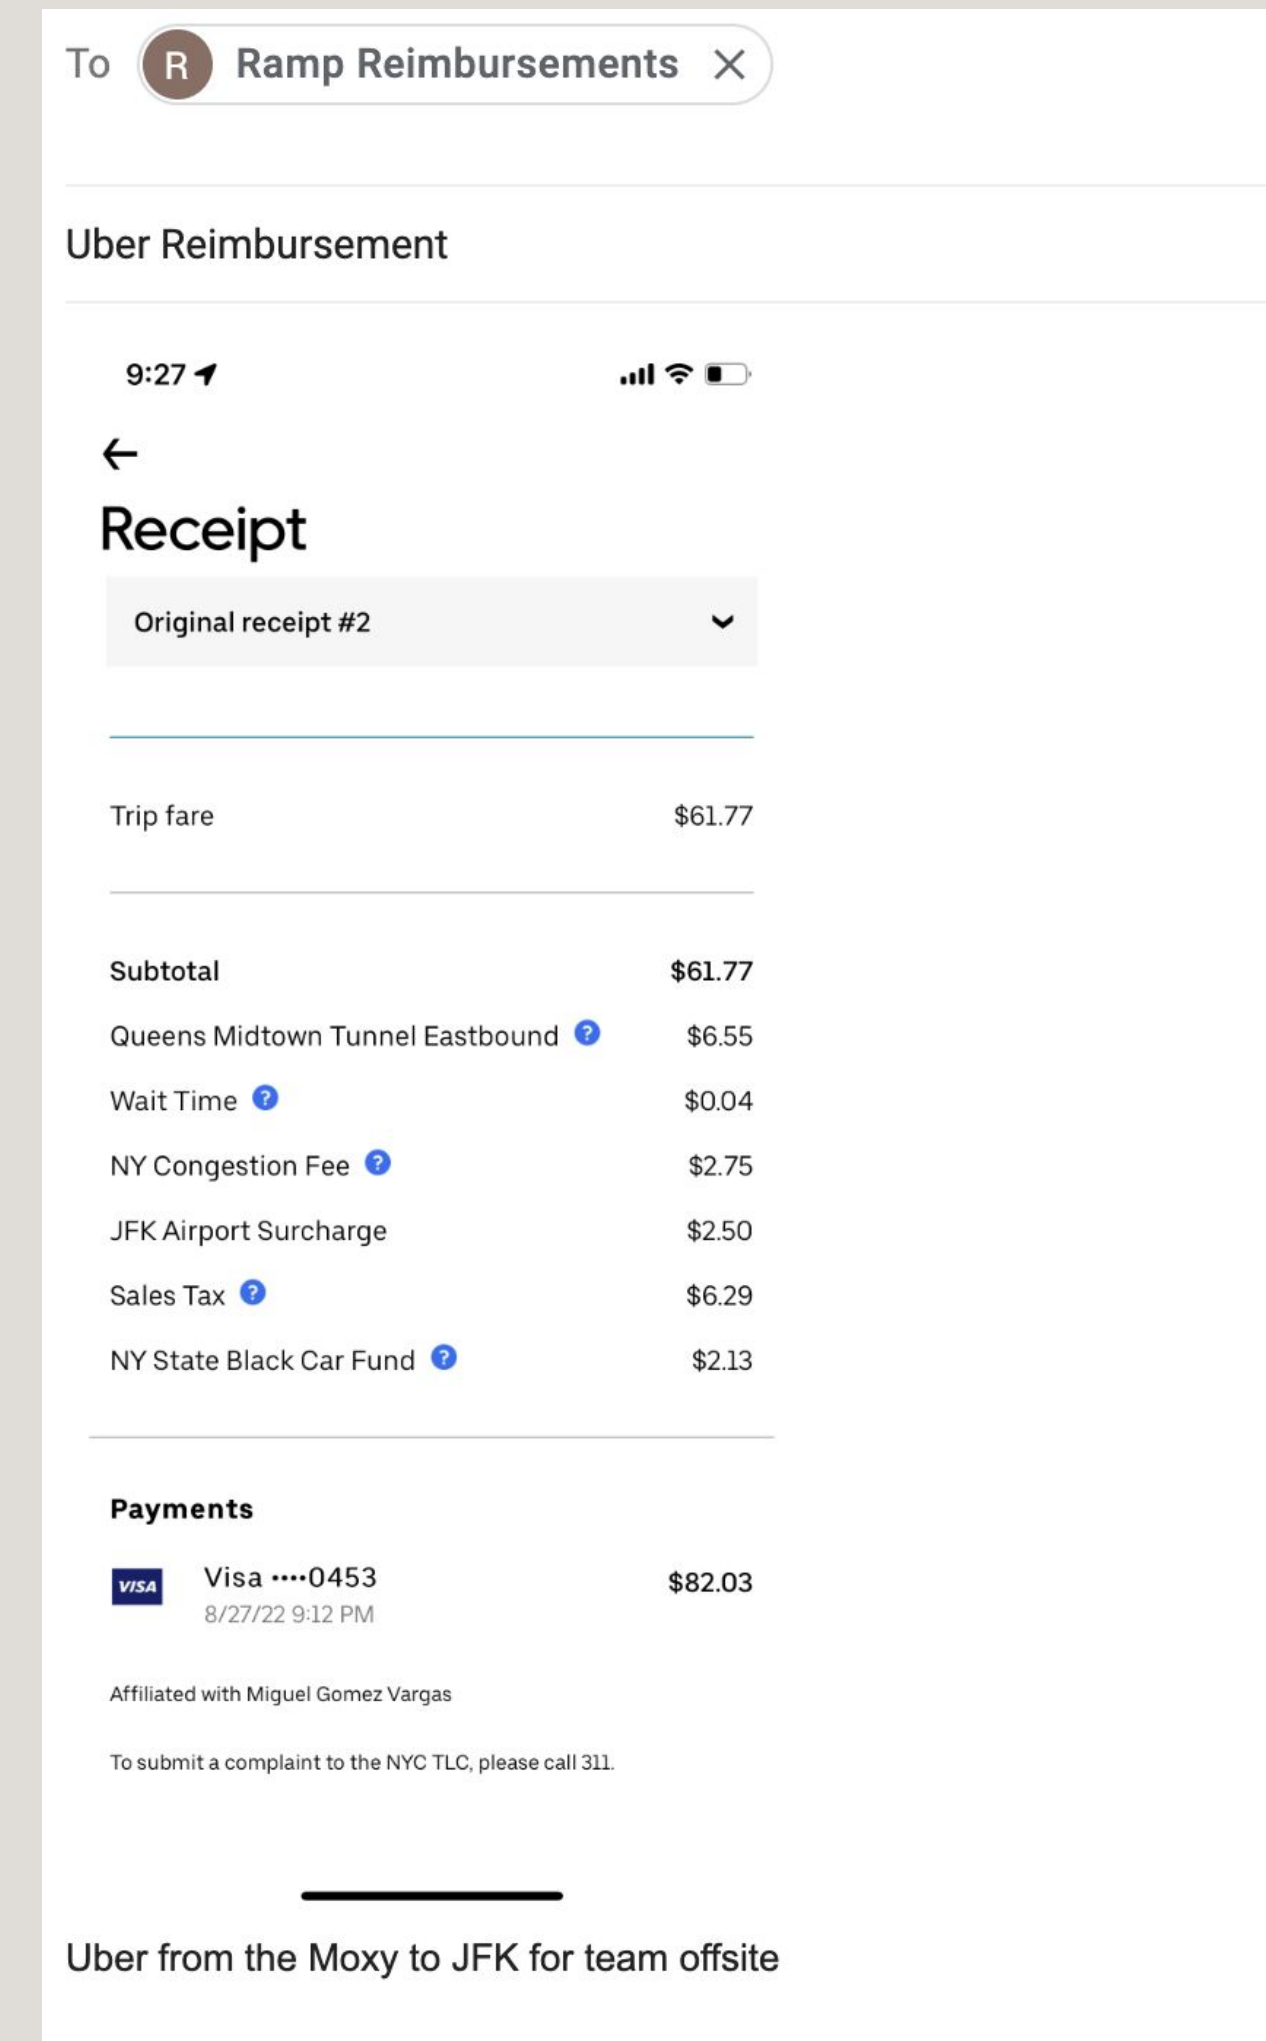 To R Ramp Reimbursements
Uber Reimbursement
9:27
Receipt
Original receipt #2
Trip fare $61.77
Subtotal $61.77
Queens Midtown Tunnel Eastbound ? $6.55
Wait Time ? $0.04
NY Congestion Fee ? $2.75
JFK Airport Surcharge $2.50
Sales Tax ? $6.29
NY State Black Car Fund ? $2.13
Payments
VISA Visa ••••0453 $82.03
8/27/22 9:12 PM
Affiliated with Miguel Gomez Vargas
To submit a complaint to the NYC TLC, please call 311.
Uber from the Moxy to JFK for team offsite